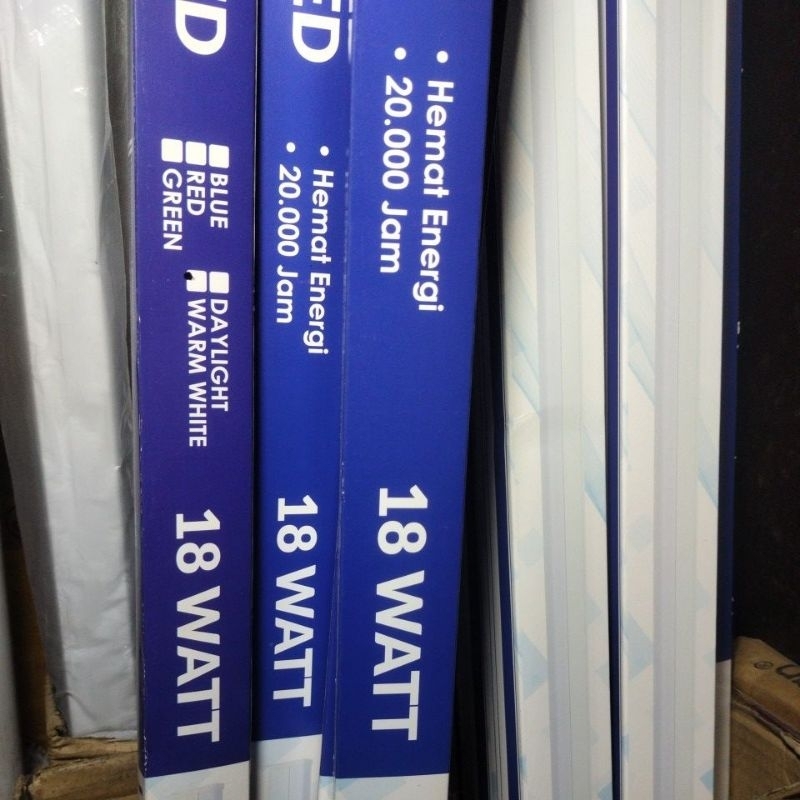 ED
BLUE
RED
GREEN
DAYLIGHT
WARM WHITE
18 WATT
ED
• Hemat Energi
• 20.000 Jam
18 WATT
• Hemat Energi
• 20.000 Jam
18 WATT